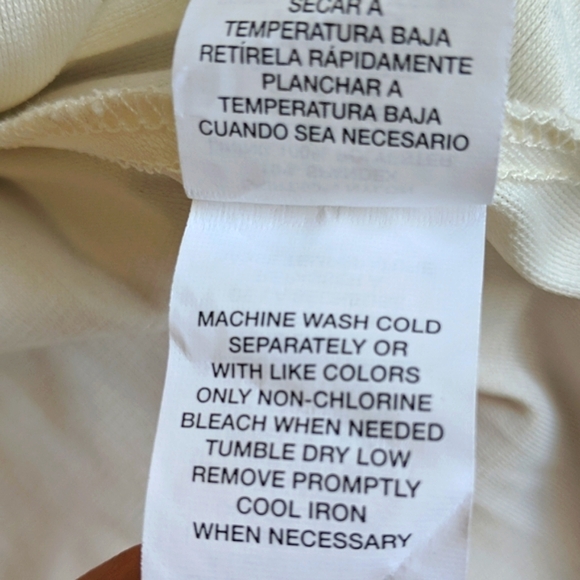 SECAR A
TEMPERATURA BAJA
RETÍRELA RÁPIDAMENTE
PLANCHAR A
TEMPERATURA BAJA
CUANDO SEA NECESARIO
MACHINE WASH COLD
SEPARATELY OR
WITH LIKE COLORS
ONLY NON-CHLORINE
BLEACH WHEN NEEDED
TUMBLE DRY LOW
REMOVE PROMPTLY
COOL IRON
WHEN NECESSARY